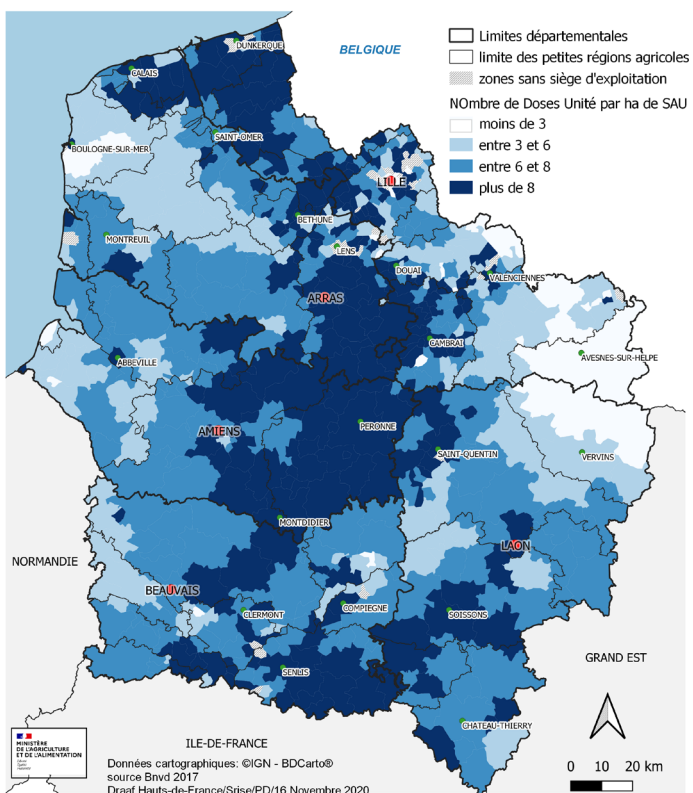 DUNKERQUE
BELGIQUE
Limites départementales
limite des petites régions agricoles
zones sans siège d'exploitation
NOmbre de Doses Unité par ha de SAU
moins de 3
entre 3 et 6
entre 6 et 8
plus de 8
CALAIS
SAINT-OMER
BOULOGNE-SUR-MER
LILLE
BETHUNE
MONTREUIL
LENS
DOUAI
VALENCIENNES
ARRAS
CAMBRAI
AVESNES-SUR-HELPE
ABBEVILLE
PERONNE
AMIENS
SAINT-QUENTIN
VERVINS
MONTDIDIER
LAON
NORMANDIE
BEAUVAIS
CLERMONT
COMPIEGNE
SOISSONS
GRAND EST
SENLIS
CHATEAU-THIERRY
MINISTÈRE
DE L'AGRICULTURE
ET DE L'ALIMENTATION
Liberté
Égalité
Fraternité
ILE-DE-FRANCE
Données cartographiques: ©IGN - BDCarto®
source Bnvd 2017
Draaf Hauts-de-France/Srise/PD/16 Novembre 2020
0 10 20 km